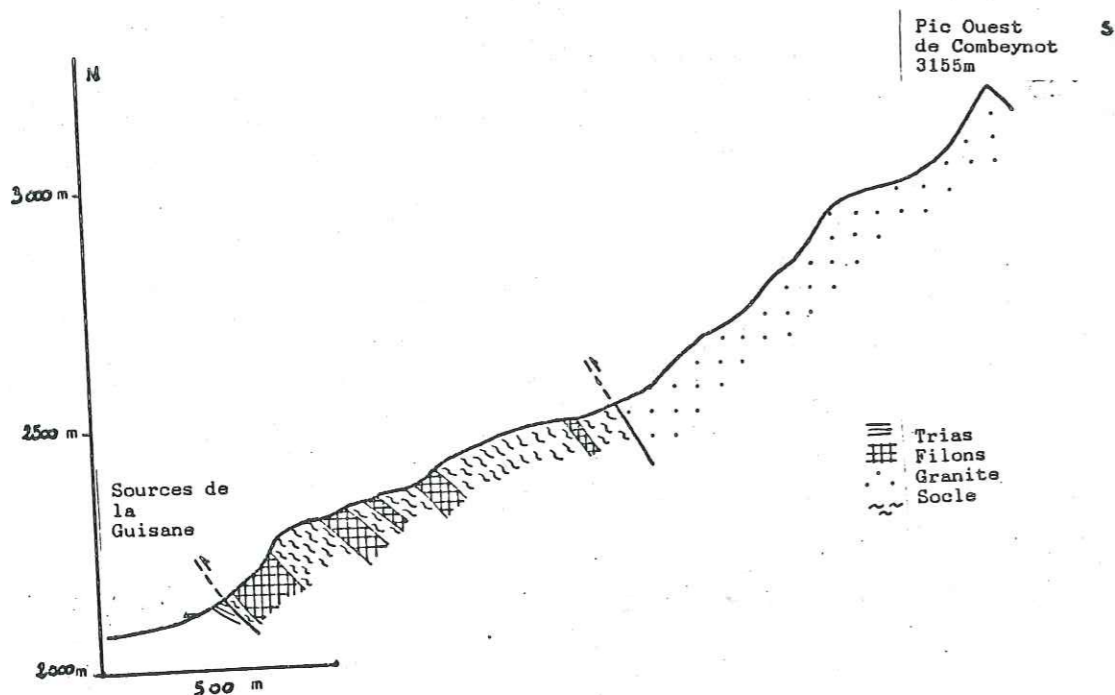 N
Pic Ouest
de Combeynot
3155m
S
3000 m
2500 m
Sources de
la
Guisane
Trias
Filons
Granite
Socle
2000m
500 m